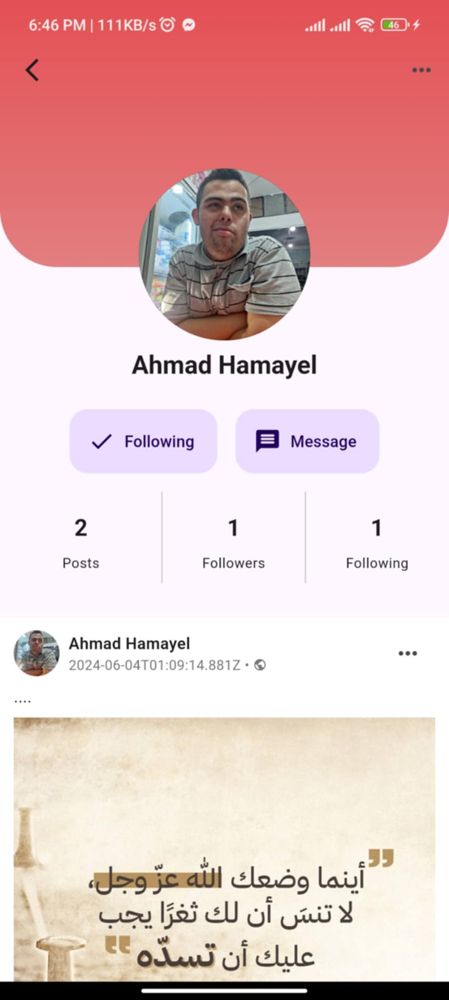 6:46 PM | 111KB/s
46
Ahmad Hamayel
Following
Message
2
1
1
Posts
Followers
Following
Ahmad Hamayel
2024-06-04T01:09:14.881Z •
....
أينما وضعك الله عزّ وجل،
لا تنسَ أن لك ثغرًا يجب
عليك أن تسدّه